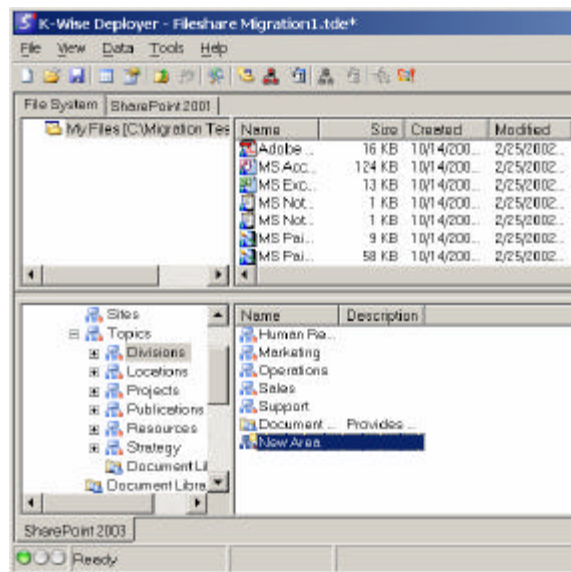 K-Wise Deployer - Fileshare Migration1.tde*
File View Data Tools Help
File System SharePoint 2001
My Files [C:\Migration Tes
Name Size Created Modified
Adobe ... 16 KB 10/14/200... 2/25/2002...
MS Acc... 124 KB 10/14/200... 2/25/2002...
MS Exc... 13 KB 10/14/200... 2/25/2002...
MS Not... 1 KB 10/14/200... 2/25/2002...
MS Not... 1 KB 10/14/200... 2/25/2002...
MS Pai... 9 KB 10/14/200... 2/25/2002...
MS Pai... 58 KB 10/14/200... 2/25/2002...
Sites
Topics
Divisions
Locations
Projects
Publications
Resources
Strategy
Document Li
Document Libra
Name Description
Human Re...
Marketing
Operations
Sales
Support
Document ... Provides ...
New Area
SharePoint 2003
Ready